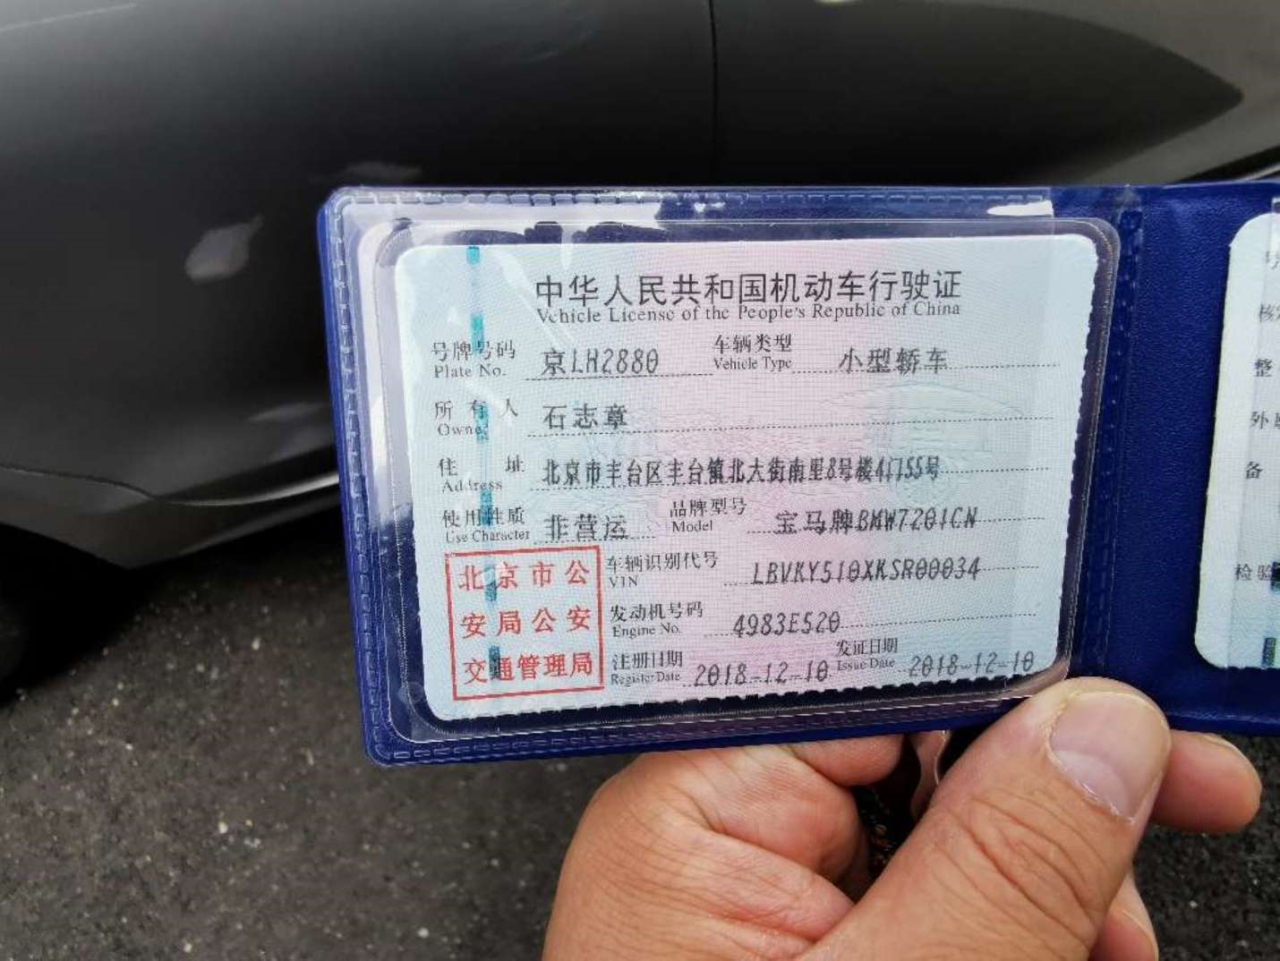 中华人民共和国机动车行驶证
Vehicle License of the People's Republic of China
号牌号码 京LH2880 车辆类型 小型轿车
Plate No. Vehicle Type
所有人 石志章
Owner
住址 北京市丰台区丰台镇北大街南里8号楼4门55号
Address
使用性质 非营运 品牌型号 宝马牌BMW7201CN
Use Character Model
车辆识别代号 LBVKY510XKSR00034
VIN
发动机号码 4983E520
Engine No.
注册日期 2018-12-10 发证日期 2018-12-10
Register Date Issue Date
北京市公
安局公安
交通管理局
号
核
整
外
备
检验